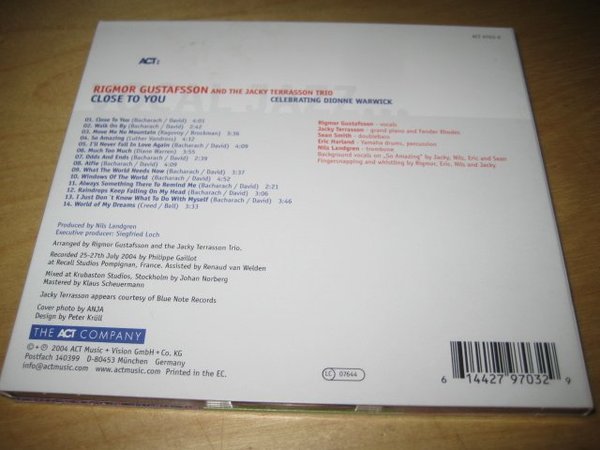 ACT:
RIGMOR GUSTAFSSON AND THE JACKY TERRASSON TRIO
CLOSE TO YOU CELEBRATING DIONNE WARWICK
01. Close To You (Bacharach / David) 4:01
02. Walk On By (Bacharach / David) 3:42
03. Move Me No Mountain (Ragovoy / Boockman) 3:36
04. So Amazing (Luther Vandross) 4:12
05. I'll Never Fall In Love Again (Bacharach / David) 4:09
06. Much Too Much (Diane Warren) 3:55
07. Odds And Ends (Bacharach / David) 2:39
08. Alfie (Bacharach / David)
09. What The World Needs Now (Bacharach / David) 3:37
10. Windows Of The World (Bacharach / David) 4:52
11. Always Something There To Remind Me (Bacharach / David) 2:21
12. Raindrops Keep Falling On My Head (Bacharach / David) 3:06
13. I Just Don't Know What To Do With Myself (Bacharach / David) 3:46
14. World of My Dreams (Creed / Bell) 3:33
Rigmor Gustafsson - vocals
Jacky Terrasson - grand piano and Fender Rhodes
Sean Smith - doublebass
Eric Harland - Yamaha drums, percussion
Nils Landgren - trombone
Background vocals on „So Amazing" by Jacky, Nils, Eric and Sean
Fingersnapping and whistling by Rigmor, Eric, Nils and Jacky
Produced by Nils Landgren
Executive producer: Siegfried Loch
Arranged by Rigmor Gustafsson and the Jacky Terrasson Trio.
Recorded 25-27th July 2004 by Philippe Gaillot
at Recall Studios Pompignan, France. Assisted by Renaud van Welden
Mixed at Krubaston Studios, Stockholm by Johan Norberg
Mastered by Klaus Scheuermann
Jacky Terrasson appears courtesy of Blue Note Records
Cover photo by ANJA
Design by Peter Krüll
THE ACT COMPANY
© + ℗ 2004 ACT Music + Vision GmbH + Co. KG
Postfach 140399 D-80453 München Germany
info@actmusic.com www.actmusic.com Printed in the EC.
LC 07644
6 14427 97032 9